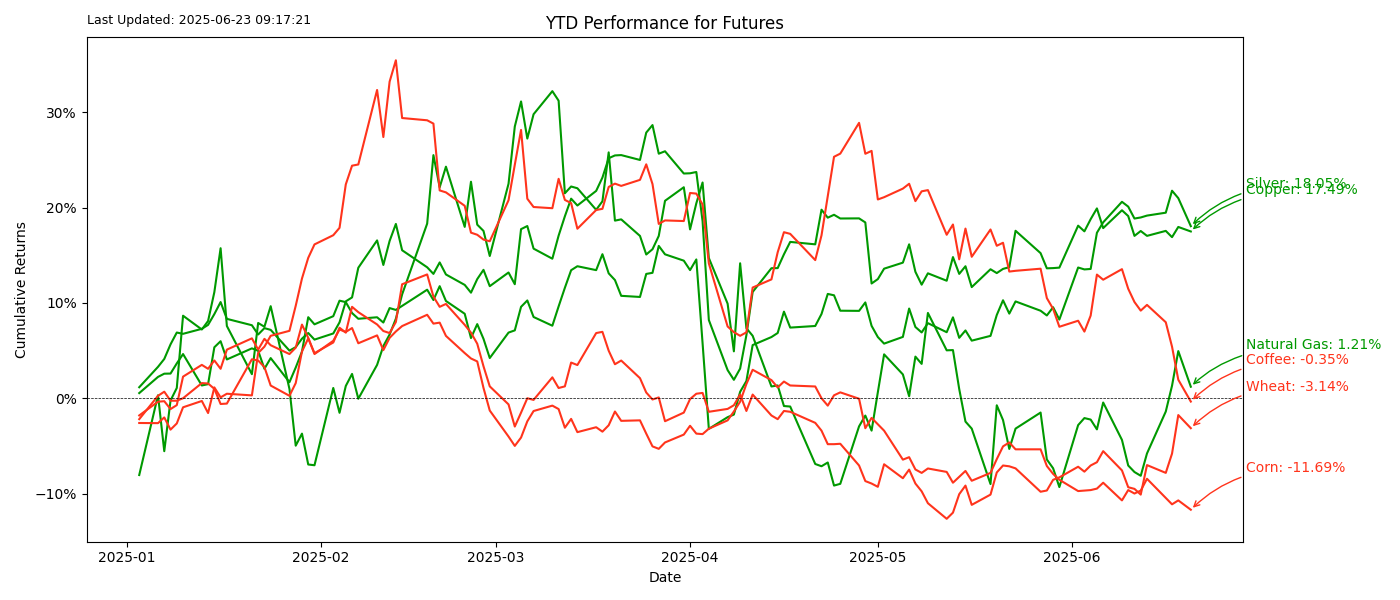 Last Updated: 2025-06-23 09:17:21
YTD Performance for Futures
Cumulative Returns
30%
20%
10%
0%
−10%
Silver: 18.05%
Copper: 17.49%
Natural Gas: 1.21%
Coffee: -0.35%
Wheat: -3.14%
Corn: -11.69%
2025-01
2025-02
2025-03
2025-04
2025-05
2025-06
Date